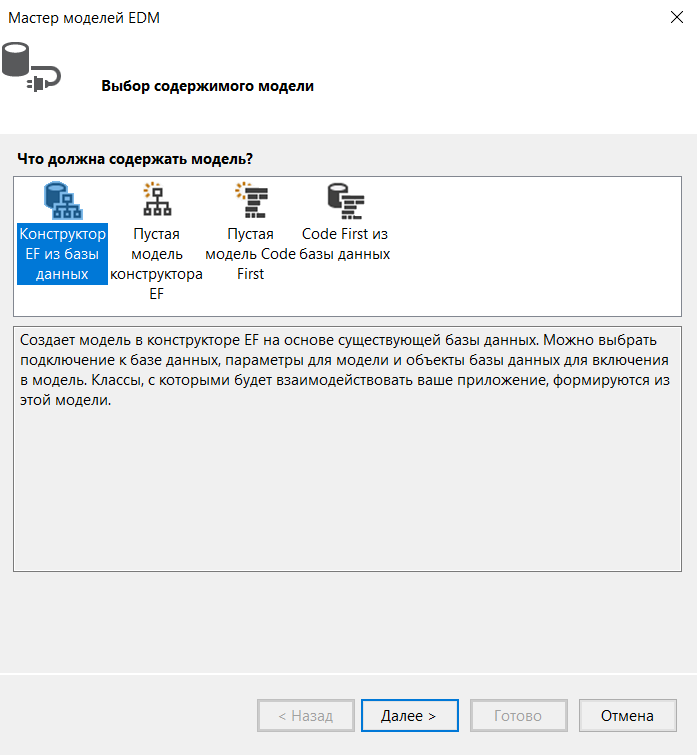 Мастер моделей EDM
Выбор содержимого модели
Что должна содержать модель?
Конструктор
EF из базы
данных
Пустая
модель
конструктора
EF
Пустая
модель Code
First
Code First из
базы данных
Создает модель в конструкторе EF на основе существующей базы данных. Можно выбрать
подключение к базе данных, параметры для модели и объекты базы данных для включения
в модель. Классы, с которыми будет взаимодействовать ваше приложение, формируются из
этой модели.
< Назад
Далее >
Готово
Отмена